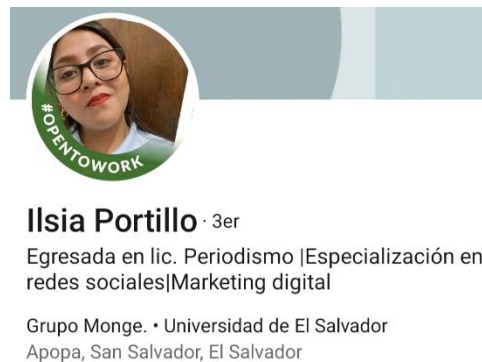 #OPENTOWORK
Ilsia Portillo · 3er
Egresada en lic. Periodismo |Especialización en
redes sociales|Marketing digital
Grupo Monge. • Universidad de El Salvador
Apopa, San Salvador, El Salvador